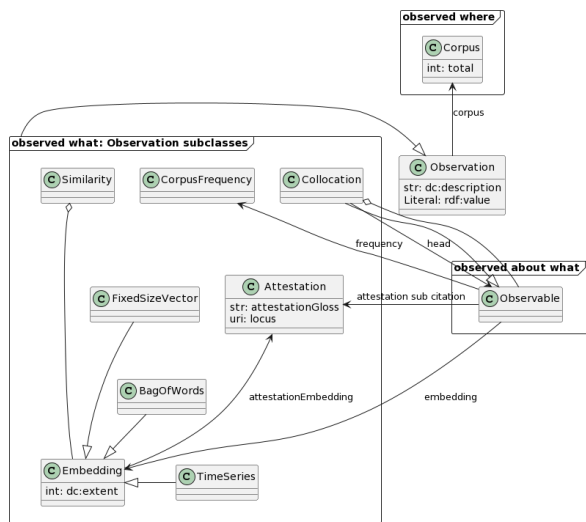 observed where
C Corpus
int: total
corpus
observed what: Observation subclasses
C Observation
str: dc:description
Literal: rdf:value
C Similarity
C CorpusFrequency
C Collocation
frequency
head
observed about what
C Attestation
str: attestationGloss
uri: locus
attestation sub citation
C Observable
C FixedSizeVector
C BagOfWords
attestationEmbedding
embedding
C Embedding
int: dc:extent
C TimeSeries